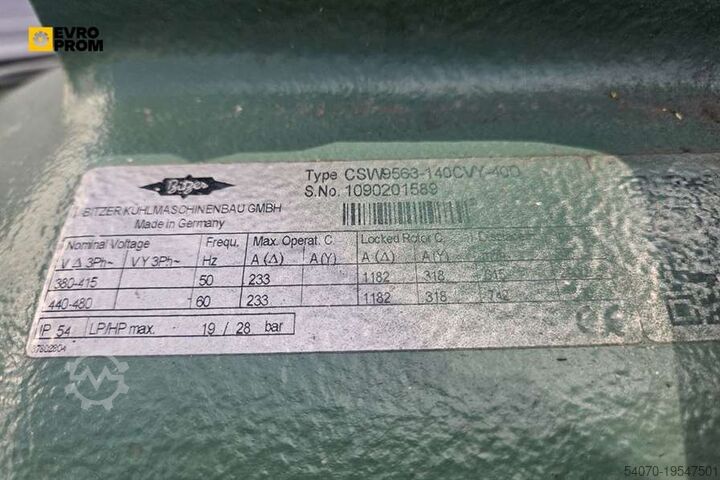 EVRO
PROM
Bitzer
Type CSW9563-140CVY-40D
S.No. 1090201589
BITZER KÜHLMASCHINENBAU GMBH
Made in Germany
Nominal Voltage Frequ. Max. Operat. C Locked Rotor C.
V Δ 3Ph~ V Y 3Ph~ Hz A (Δ) A (Y) A (Δ) A (Y)
380-415 50 233 1182 318 645
440-480 60 233 1182 318
IP 54 LP/HP max. 19 / 28 bar
CE
54070-19547501